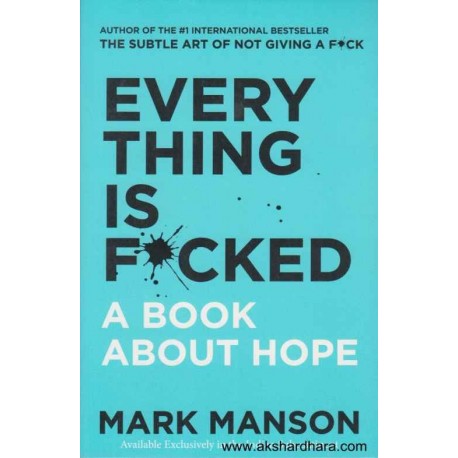 AUTHOR OF THE #1 INTERNATIONAL BESTSELLER
THE SUBTLE ART OF NOT GIVING A F*CK
EVERY
THING
IS
F*CKED
A BOOK
ABOUT HOPE
MARK MANSON
Available Exclusively in
www.akshardhara.com